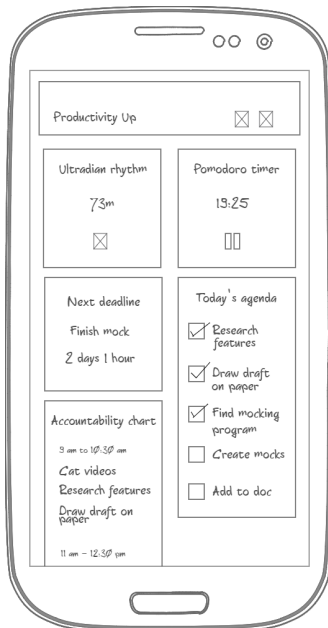 Productivity Up
Ultradian rhythm
73m
Pomodoro timer
19:25
Next deadline
Finish mock
2 days 1 hour
Today's agenda
Research
features
Draw draft
on paper
Find mocking
program
Create mocks
Add to doc
Accountability chart
9 am to 10:30 am
Cat videos
Research features
Draw draft on
paper
11 am - 12:30 pm